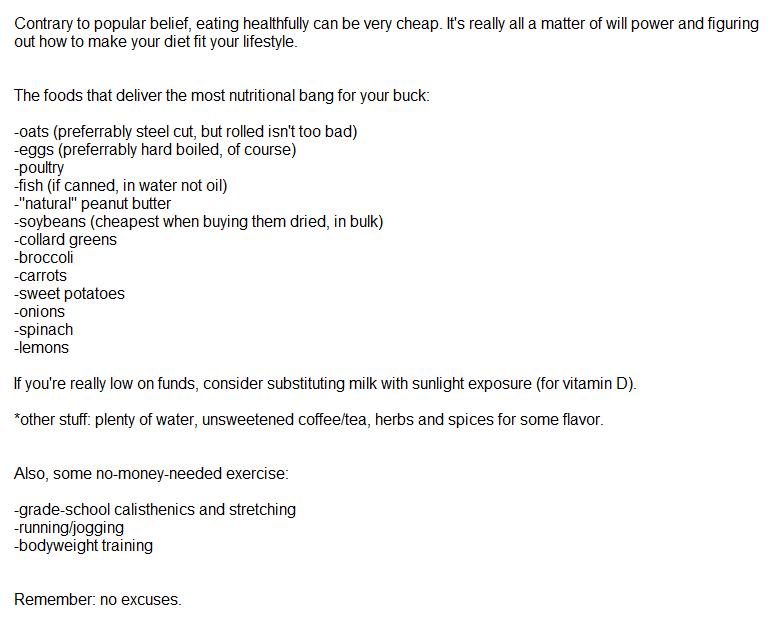 Contrary to popular belief, eating healthfully can be very cheap. It's really all a matter of will power and figuring
out how to make your diet fit your lifestyle.
The foods that deliver the most nutritional bang for your buck:
-oats (preferrably steel cut, but rolled isn't too bad)
-eggs (preferrably hard boiled, of course)
-poultry
-fish (if canned, in water not oil)
-"natural" peanut butter
-soybeans (cheapest when buying them dried, in bulk)
-collard greens
-broccoli
-carrots
-sweet potatoes
-onions
-spinach
-lemons
If you're really low on funds, consider substituting milk with sunlight exposure (for vitamin D).
*other stuff: plenty of water, unsweetened coffee/tea, herbs and spices for some flavor.
Also, some no-money-needed exercise:
-grade-school calisthenics and stretching
-running/jogging
-bodyweight training
Remember: no excuses.